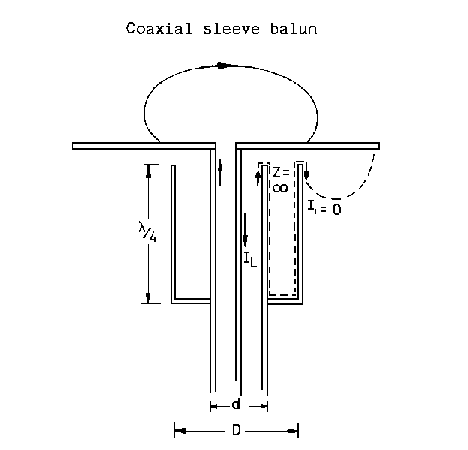 Coaxial sleeve balun
Z=
∞
λ/4
I₁=0
I_L
d
D